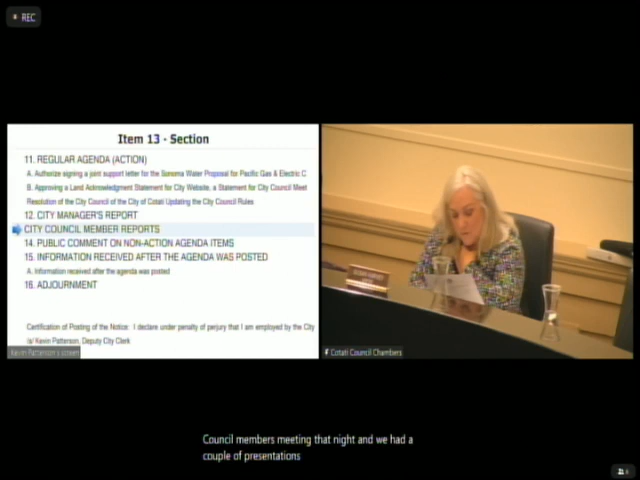 REC
Item 13 - Section
11. REGULAR AGENDA (ACTION)
A. Authorize signing a joint support letter for the Sonoma Water Proposal for Pacific Gas & Electric C
B. Approving a Land Acknowledgment Statement for City Website, a Statement for City Council Meet
Resolution of the City Council of the City of Cotati Updating the City Council Rules
12. CITY MANAGER'S REPORT
CITY COUNCIL MEMBER REPORTS
14. PUBLIC COMMENT ON NON-ACTION AGENDA ITEMS
15. INFORMATION RECEIVED AFTER THE AGENDA WAS POSTED
A. Information received after the agenda was posted
16. ADJOURNMENT
Certification of Posting of the Notice: I declare under penalty of perjury that I am employed by the City
/s/ Kevin Patterson, Deputy City Clerk
Kevin Patterson's screen
Cotati Council Chambers
Council members meeting that night and we had a
couple of presentations